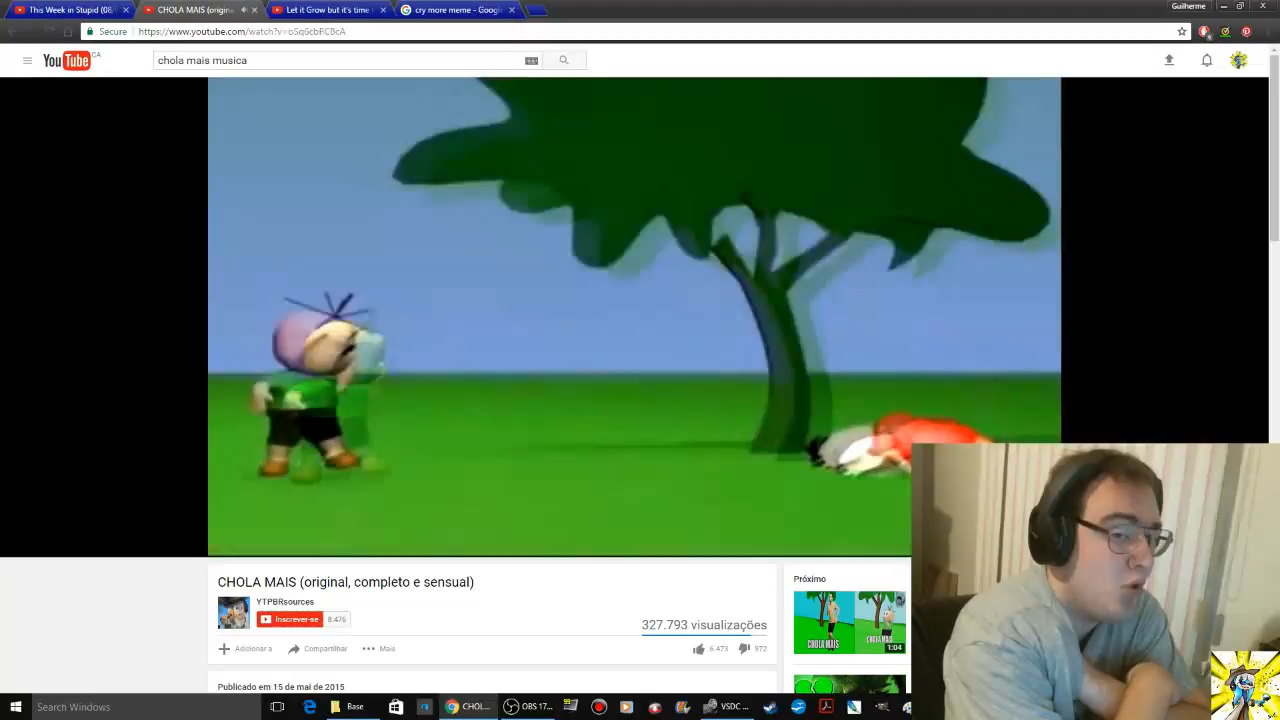 This Week in Stupid (08/
CHOLA MAIS (origin
Let it Grow but it's time
cry more meme - Google
Guilherme
Secure
https://www.youtube.com/watch?v=oSq6cbPCBcA
YouTube CA
chola mais musica
CHOLA MAIS (original, completo e sensual)
YTPBRsources
Inscrever-se
8.476
327.793 visualizações
Adicionar a
Compartilhar
Mais
6.473
972
Publicado em 15 de mai de 2015
Próximo
CHOLA MAIS
CHOLA MAIS
1:04
Search Windows
Base
CHOL...
OBS 17....
VSDC ...